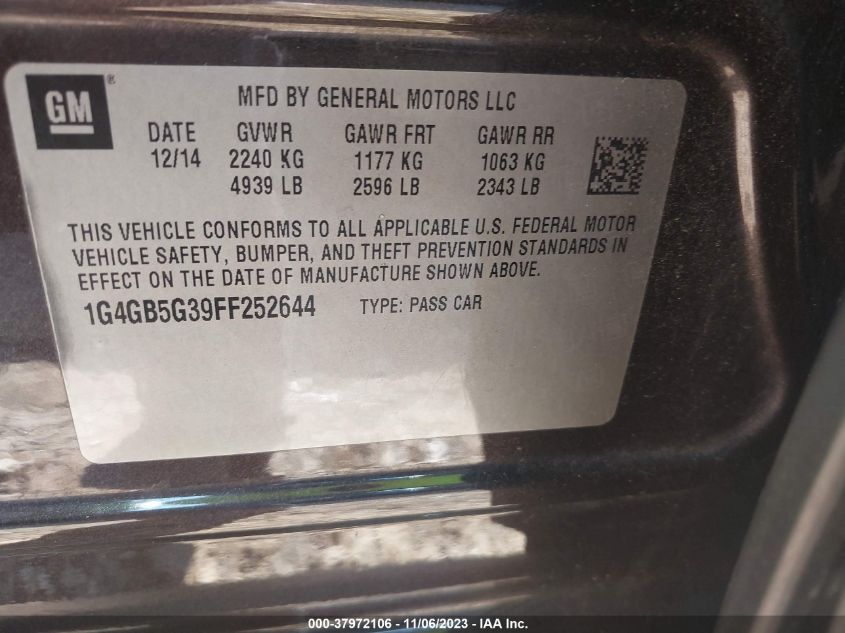 GM ®
MFD BY GENERAL MOTORS LLC
DATE GVWR GAWR FRT GAWR RR
12/14 2240 KG 1177 KG 1063 KG
4939 LB 2596 LB 2343 LB
THIS VEHICLE CONFORMS TO ALL APPLICABLE U.S. FEDERAL MOTOR
VEHICLE SAFETY, BUMPER, AND THEFT PREVENTION STANDARDS IN
EFFECT ON THE DATE OF MANUFACTURE SHOWN ABOVE.
1G4GB5G39FF252644 TYPE: PASS CAR
000-37972106 - 11/06/2023 - IAA Inc.